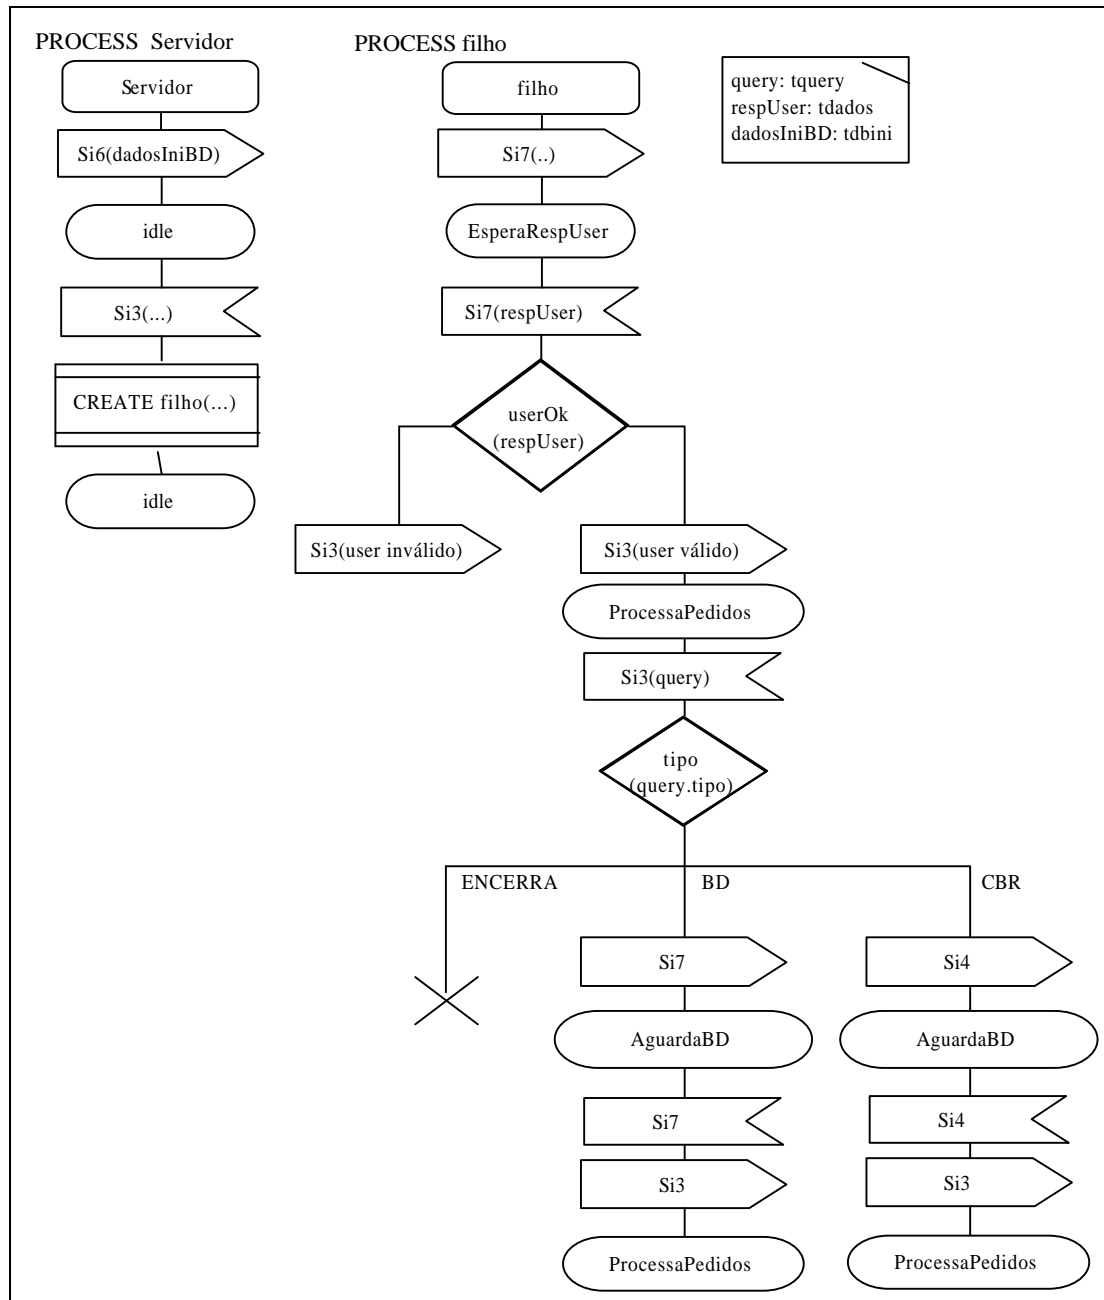 PROCESS Servidor
Servidor
Si6(dadosIniBD)
idle
Si3(...)
CREATE filho(...)
idle
PROCESS filho
filho
Si7(..)
EsperaRespUser
Si7(respUser)
userOk
(respUser)
Si3(user inválido)
Si3(user válido)
ProcessaPedidos
Si3(query)
tipo
(query.tipo)
ENCERRA
BD
CBR
Si7
AguardaBD
Si7
Si3
ProcessaPedidos
Si4
AguardaBD
Si4
Si3
ProcessaPedidos
query: tquery
respUser: tdados
dadosIniBD: tdbini